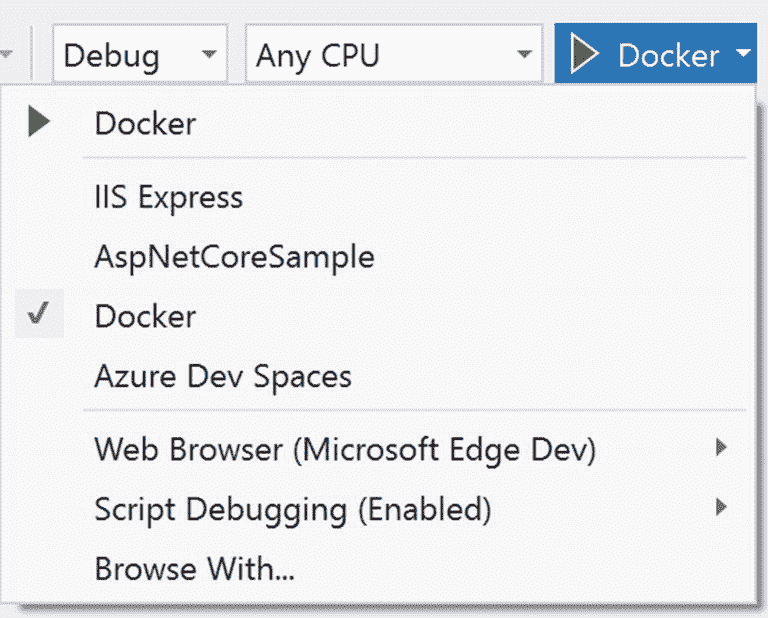 Debug Any CPU Docker
Docker
IIS Express
AspNetCoreSample
Docker
Azure Dev Spaces
Web Browser (Microsoft Edge Dev)
Script Debugging (Enabled)
Browse With...